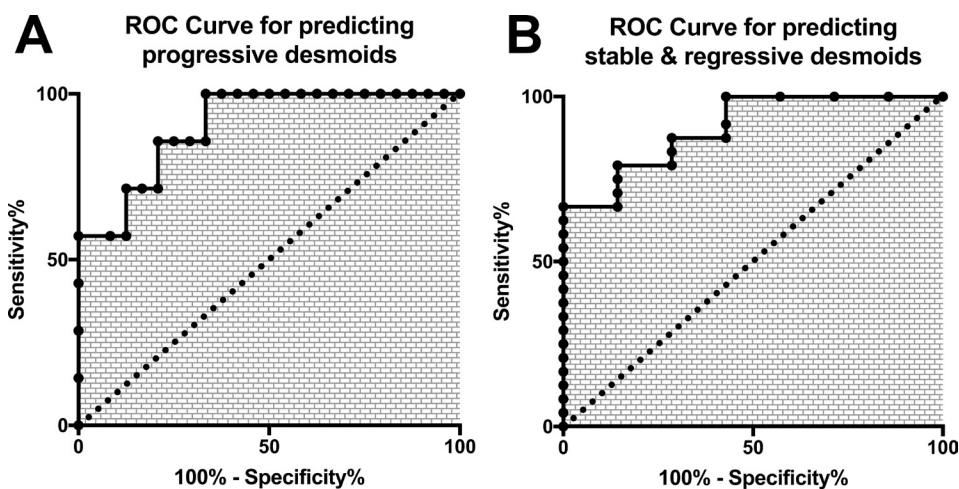 A
ROC Curve for predicting
progressive desmoids
100
50
0
Sensitivity%
0
50
100
100% - Specificity%
B
ROC Curve for predicting
stable & regressive desmoids
100
50
0
Sensitivity%
0
50
100
100% - Specificity%